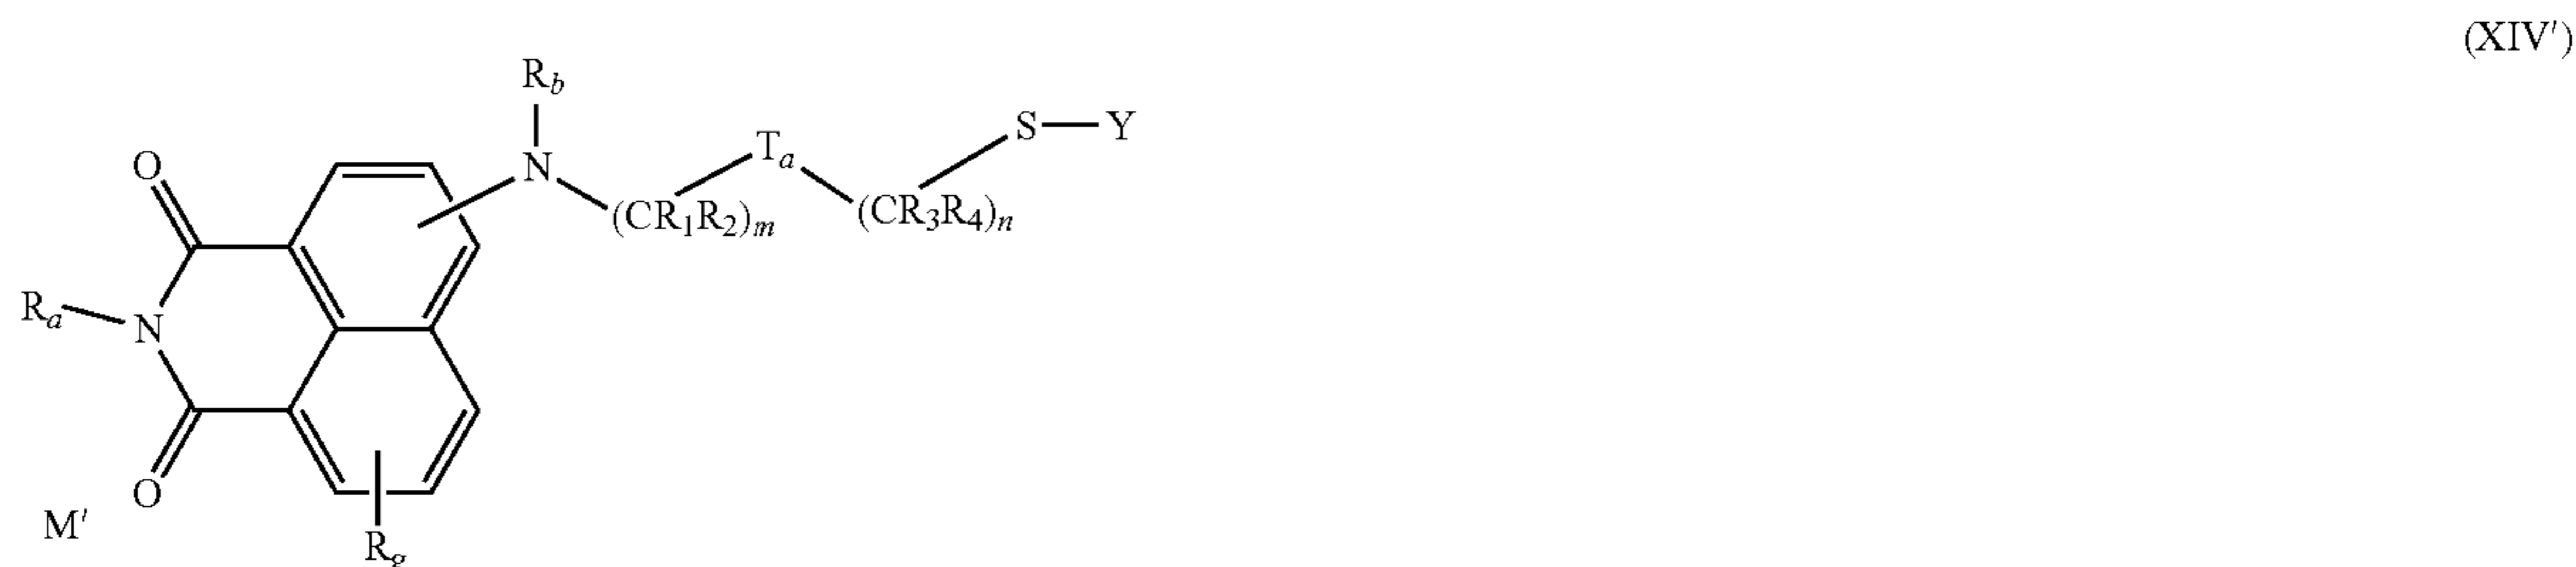 (XIV')
R_b
S—Y
T_a
O
N
(CR_1R_2)_m
(CR_3R_4)_n
R_a
N
O
M'
R_g